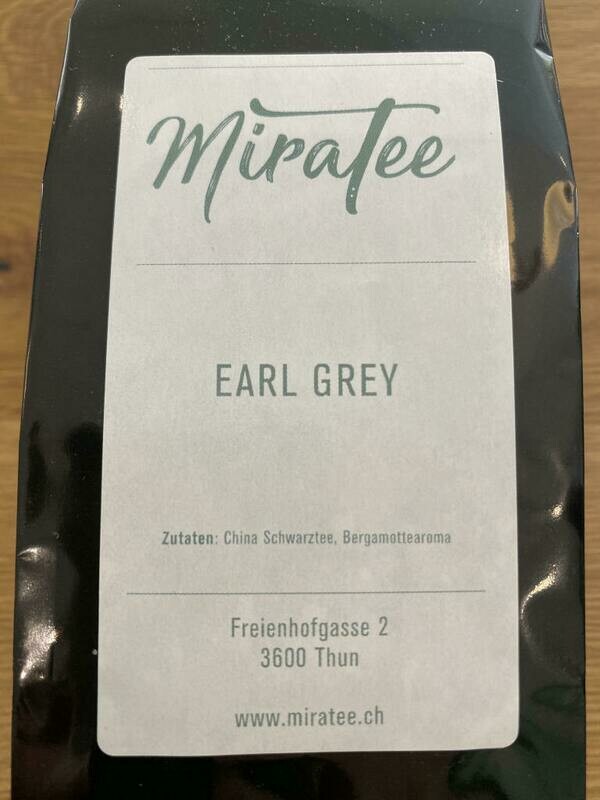 MiraTee
EARL GREY
Zutaten: China Schwarztee, Bergamottearoma
Freienhofgasse 2
3600 Thun
www.miratee.ch